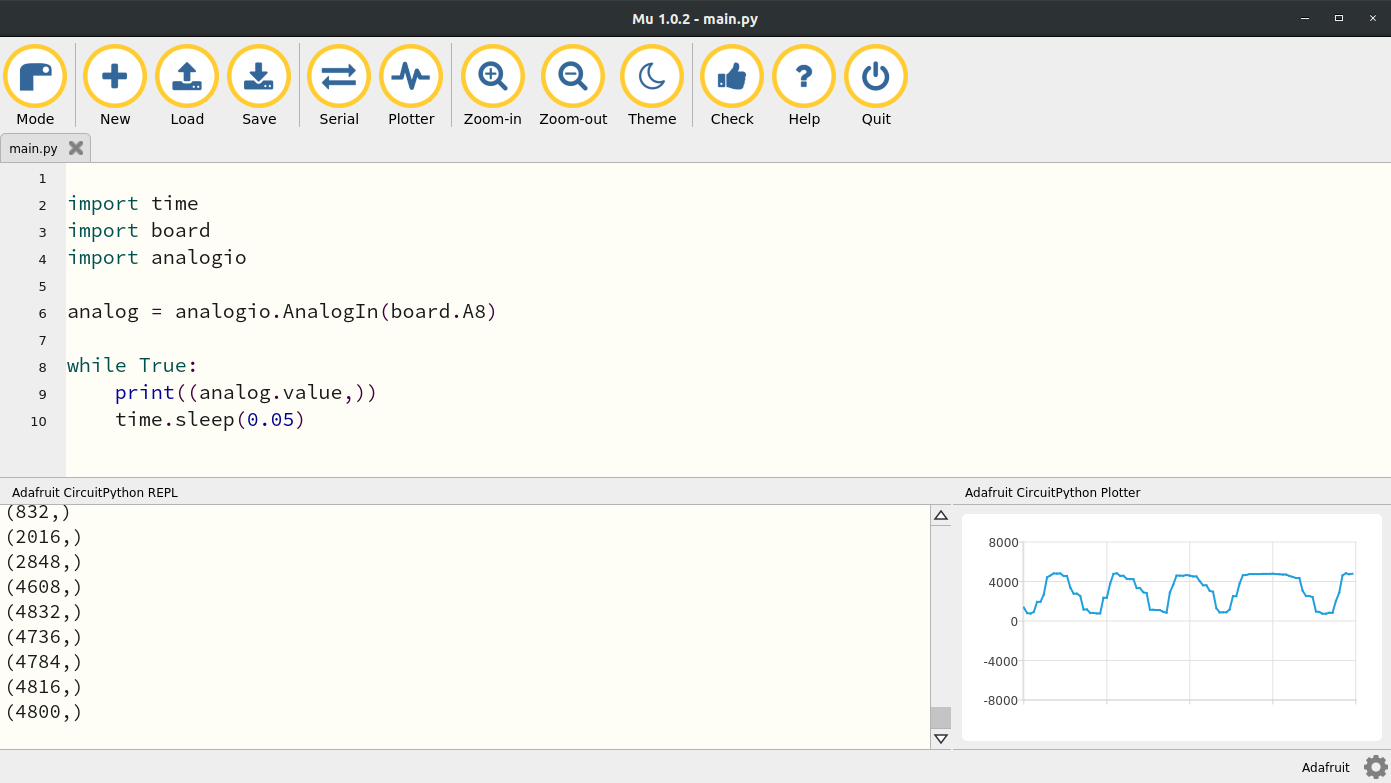 Mu 1.0.2 - main.py
Mode New Load Save Serial Plotter Zoom-in Zoom-out Theme Check Help Quit
main.py
1
2 import time
3 import board
4 import analogio
5
6 analog = analogio.AnalogIn(board.A8)
7
8 while True:
9     print((analog.value,))
10     time.sleep(0.05)
Adafruit CircuitPython REPL
(832,)
(2016,)
(2848,)
(4608,)
(4832,)
(4736,)
(4784,)
(4816,)
(4800,)
Adafruit CircuitPython Plotter
8000
4000
0
-4000
-8000
Adafruit